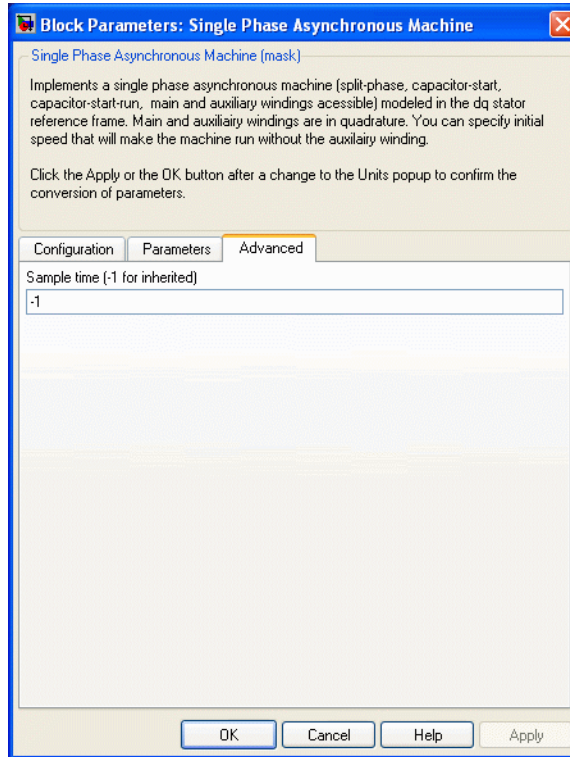 Block Parameters: Single Phase Asynchronous Machine
Single Phase Asynchronous Machine (mask)
Implements a single phase asynchronous machine (split-phase, capacitor-start,
capacitor-start-run, main and auxiliary windings acessible) modeled in the dq stator
reference frame. Main and auxiliairy windings are in quadrature. You can specify initial
speed that will make the machine run without the auxilairy winding.
Click the Apply or the OK button after a change to the Units popup to confirm the
conversion of parameters.
Configuration Parameters Advanced
Sample time (-1 for inherited)
-1
OK Cancel Help Apply